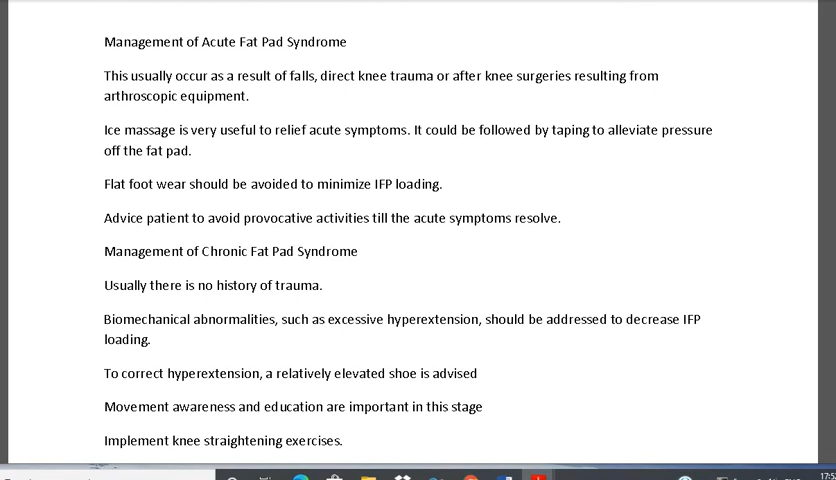 Management of Acute Fat Pad Syndrome
This usually occur as a result of falls, direct knee trauma or after knee surgeries resulting from
arthroscopic equipment.
Ice massage is very useful to relief acute symptoms. It could be followed by taping to alleviate pressure
off the fat pad.
Flat foot wear should be avoided to minimize IFP loading.
Advice patient to avoid provocative activities till the acute symptoms resolve.
Management of Chronic Fat Pad Syndrome
Usually there is no history of trauma.
Biomechanical abnormalities, such as excessive hyperextension, should be addressed to decrease IFP
loading.
To correct hyperextension, a relatively elevated shoe is advised
Movement awareness and education are important in this stage
Implement knee straightening exercises.